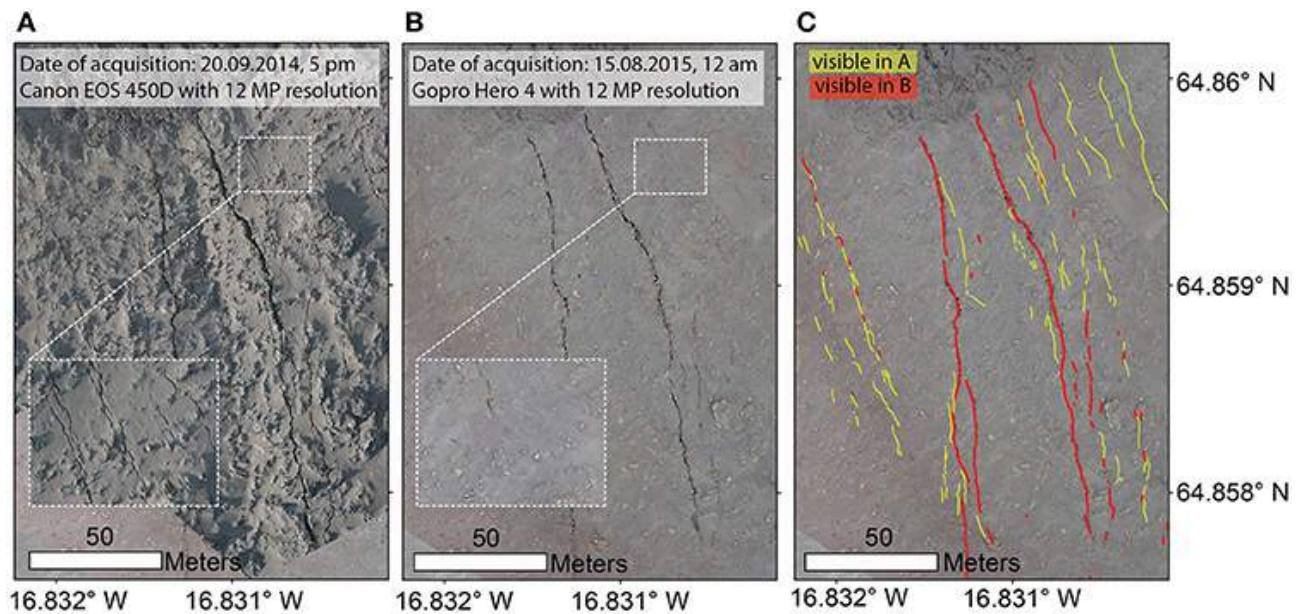 A
B
C
Date of acquisition: 20.09.2014, 5 pm
Canon EOS 450D with 12 MP resolution
Date of acquisition: 15.08.2015, 12 am
Gopro Hero 4 with 12 MP resolution
visible in A
visible in B
64.86° N
64.859° N
64.858° N
50
Meters
50
Meters
50
Meters
16.832° W
16.831° W
16.832° W
16.831° W
16.832° W
16.831° W